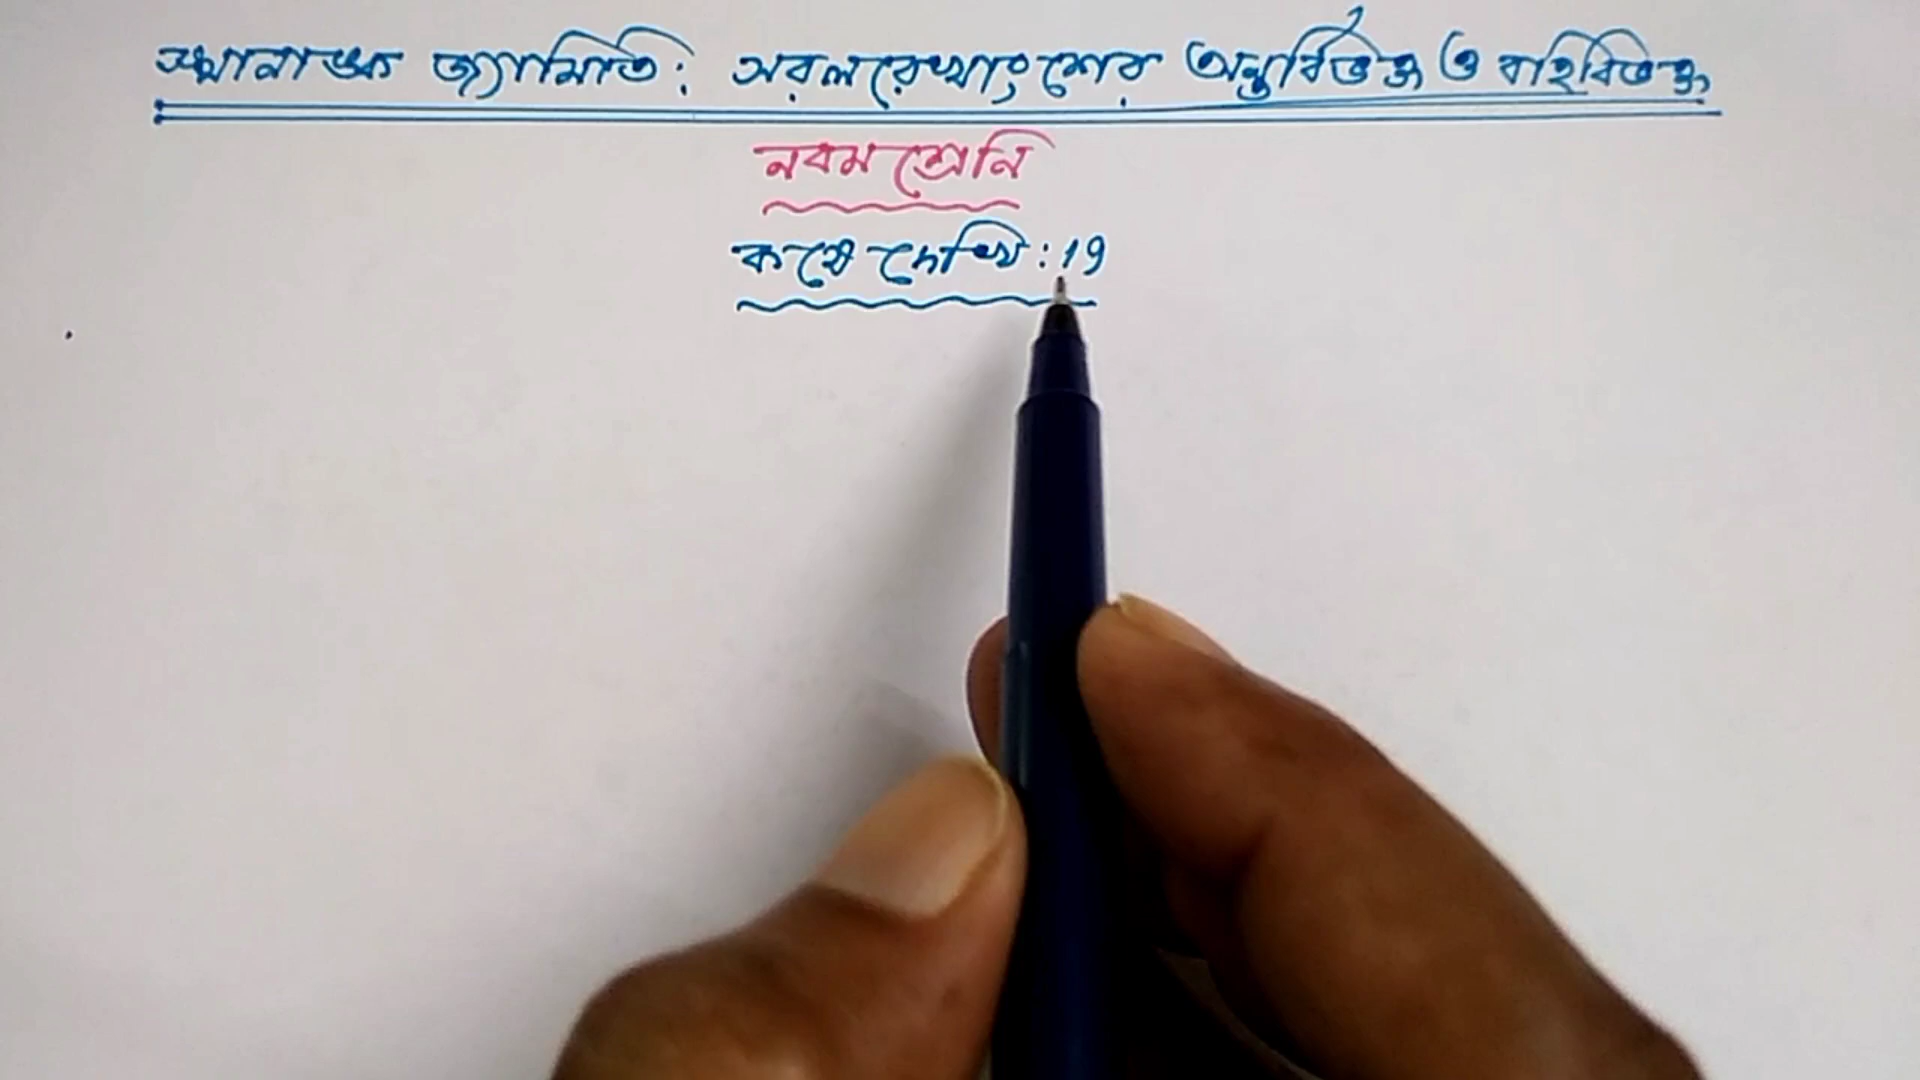 স্থানাঙ্ক জ্যামিতি: সরলরেখাংশের অন্তর্বিভক্ত ও বহির্বিভক্ত
নবম শ্রেনি
কষে দেখি: 19